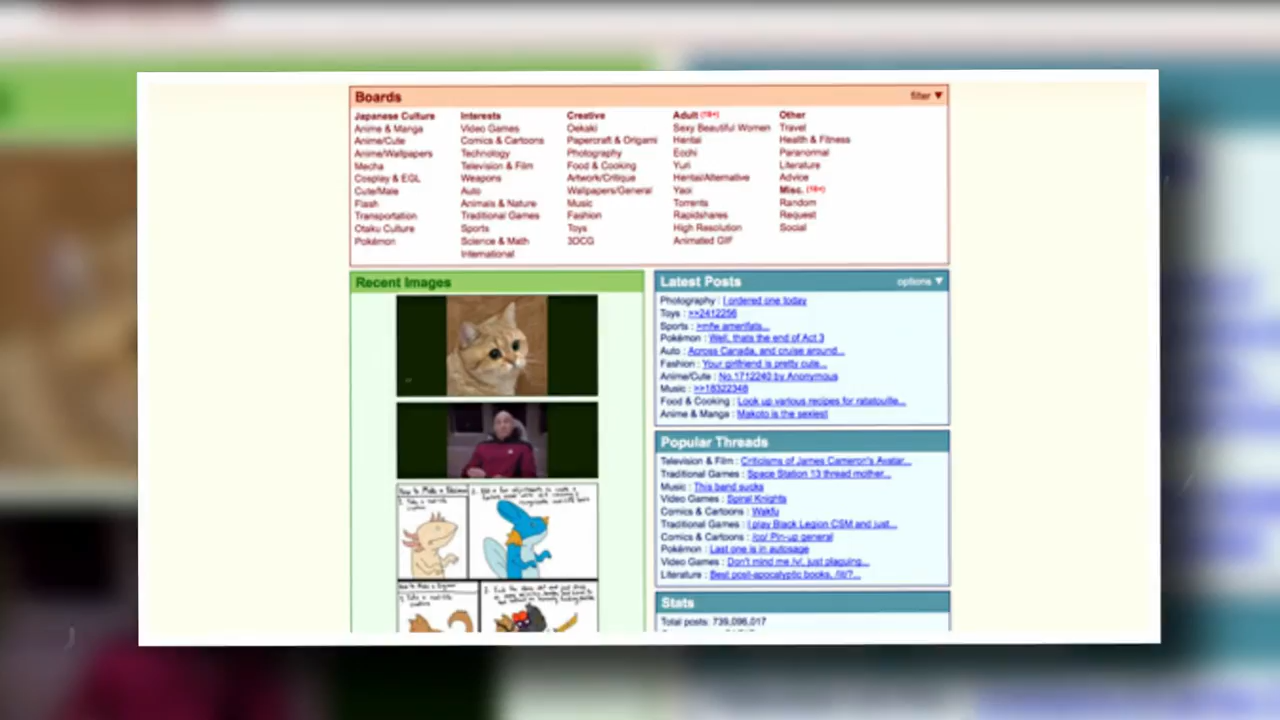 Boards
filter ▼
Japanese Culture
Anime & Manga
Anime/Cute
Anime/Wallpapers
Mecha
Cosplay & EGL
Cute/Male
Flash
Transportation
Otaku Culture
Pokémon
Interests
Video Games
Comics & Cartoons
Technology
Television & Film
Weapons
Auto
Animals & Nature
Traditional Games
Sports
Science & Math
International
Creative
Oekaki
Papercraft & Origami
Photography
Food & Cooking
Artwork/Critique
Wallpapers/General
Music
Fashion
Toys
3DCG
Adult (18+)
Sexy Beautiful Women
Hentai
Ecchi
Yuri
Hentai/Alternative
Yaoi
Torrents
Rapidshares
High Resolution
Animated GIF
Other
Travel
Health & Fitness
Paranormal
Literature
Advice
Misc. (18+)
Random
Request
Social
Recent Images
Latest Posts
options ▼
Photography : I ordered one today
Toys : >>2412256
Sports : >mfw amerifats...
Pokémon : Well, thats the end of Act 3
Auto : Across Canada, and cruise around...
Fashion : Your girlfriend is pretty cute...
Anime/Cute : No.1712240 by Anonymous
Music : >>18322348
Food & Cooking : Look up various recipes for ratatouille...
Anime & Manga : Makoto is the sexiest
Popular Threads
Television & Film : Criticisms of James Cameron's Avatar...
Traditional Games : Space Station 13 thread mother...
Music : This band sucks
Video Games : Spiral Knights
Comics & Cartoons : Wakfu
Traditional Games : I play Black Legion CSM and just...
Comics & Cartoons : /co/ Pin-up general
Pokémon : Last one is in autosage
Video Games : Don't mind me /v/, just plaguing...
Literature : Best post-apocalyptic books, /lit/?...
Stats
Total posts: 739,096,017